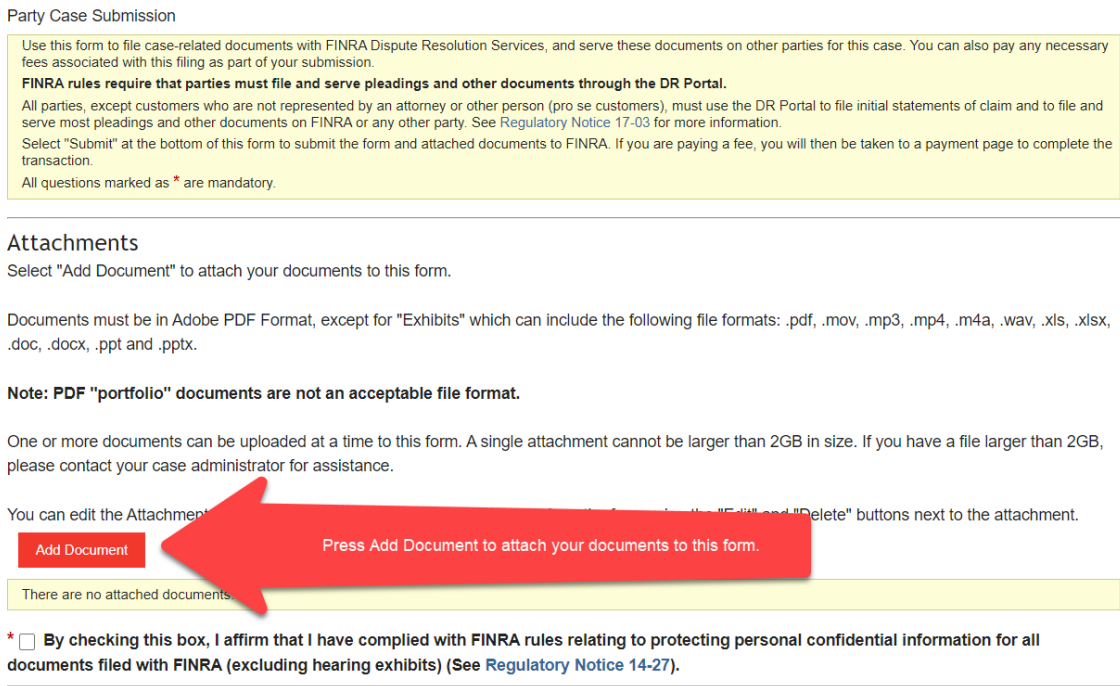 Party Case Submission
Use this form to file case-related documents with FINRA Dispute Resolution Services, and serve these documents on other parties for this case. You can also pay any necessary
fees associated with this filing as part of your submission.
FINRA rules require that parties must file and serve pleadings and other documents through the DR Portal.
All parties, except customers who are not represented by an attorney or other person (pro se customers), must use the DR Portal to file initial statements of claim and to file and
serve most pleadings and other documents on FINRA or any other party. See Regulatory Notice 17-03 for more information.
Select "Submit" at the bottom of this form to submit the form and attached documents to FINRA. If you are paying a fee, you will then be taken to a payment page to complete the
transaction.
All questions marked as * are mandatory.
Attachments
Select "Add Document" to attach your documents to this form.
Documents must be in Adobe PDF Format, except for "Exhibits" which can include the following file formats: .pdf, .mov, .mp3, .mp4, .m4a, .wav, .xls, .xlsx,
.doc, .docx, .ppt and .pptx.
Note: PDF "portfolio" documents are not an acceptable file format.
One or more documents can be uploaded at a time to this form. A single attachment cannot be larger than 2GB in size. If you have a file larger than 2GB,
please contact your case administrator for assistance.
You can edit the Attachment "Edit" and "Delete" buttons next to the attachment.
Add Document
Press Add Document to attach your documents to this form.
There are no attached documents.
* By checking this box, I affirm that I have complied with FINRA rules relating to protecting personal confidential information for all
documents filed with FINRA (excluding hearing exhibits) (See Regulatory Notice 14-27).